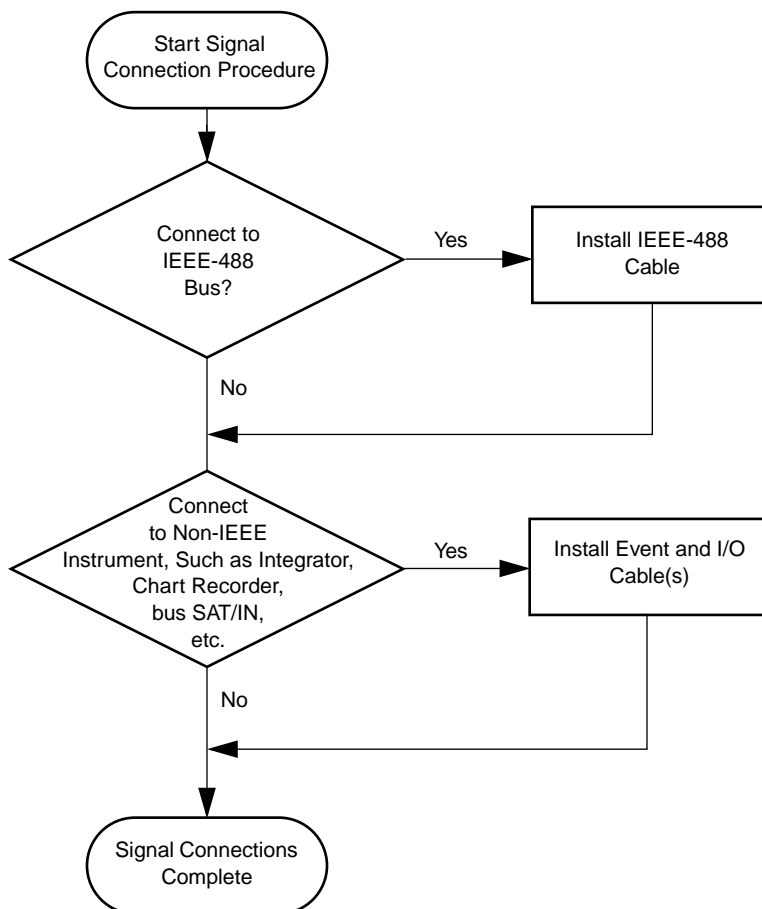 Start Signal
Connection Procedure
Connect to
IEEE-488
Bus?
Yes
Install IEEE-488
Cable
No
Connect
to Non-IEEE
Instrument, Such as Integrator,
Chart Recorder,
bus SAT/IN,
etc.
Yes
Install Event and I/O
Cable(s)
No
Signal Connections
Complete